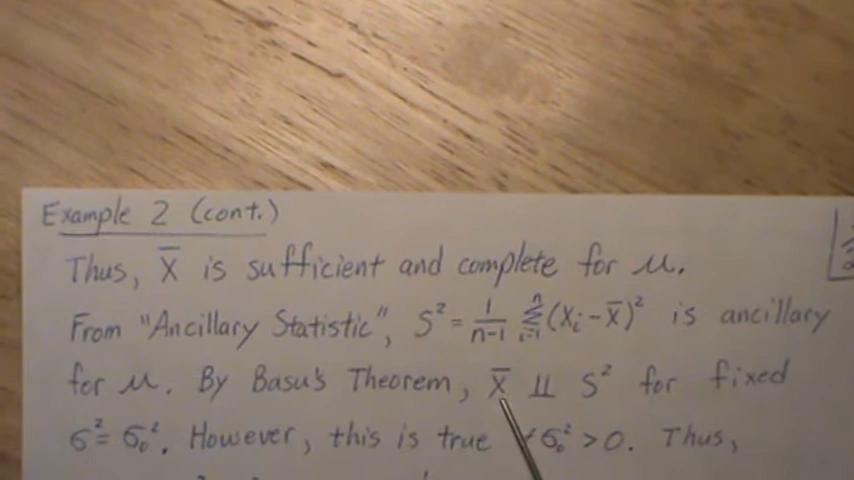 Example 2 (cont.)
Thus, X̄ is sufficient and complete for μ.
From "Ancillary Statistic", S² = 1/(n-1) Σ_{i=1}^{n} (X_i - X̄)² is ancillary
for μ. By Basu's Theorem, X̄ ⫫ S² for fixed
σ² = σ₀². However, this is true ∀ σ₀² > 0. Thus,